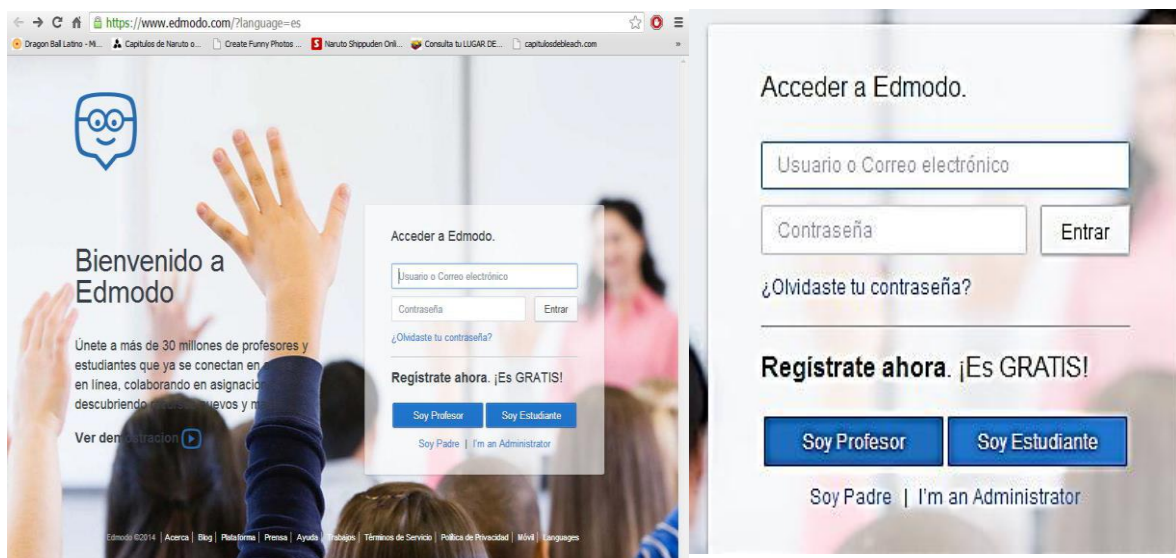 https://www.edmodo.com/?language=es
Dragon Ball Latino - Mi... Capitulos de Naruto o... Create Funny Photos ... Naruto Shippuden Onli... Consulta tu LUGAR DE... capitulosdebleach.com »
Bienvenido a
Edmodo
Únete a más de 30 millones de profesores y
estudiantes que ya se conectan en
en línea, colaborando en
descubriendo
Ver demostracion
Acceder a Edmodo.
Usuario o Correo electrónico
Contraseña Entrar
¿Olvidaste tu contraseña?
Regístrate ahora. ¡Es GRATIS!
Soy Profesor Soy Estudiante
Soy Padre | I'm an Administrator
Edmodo ©2014 | Acerca | Blog | Plataforma | Prensa | Ayuda | Trabajos | Términos de Servicio | Política de Privacidad | Móvil | Languages
Acceder a Edmodo.
Usuario o Correo electrónico
Contraseña Entrar
¿Olvidaste tu contraseña?
Regístrate ahora. ¡Es GRATIS!
Soy Profesor Soy Estudiante
Soy Padre | I'm an Administrator